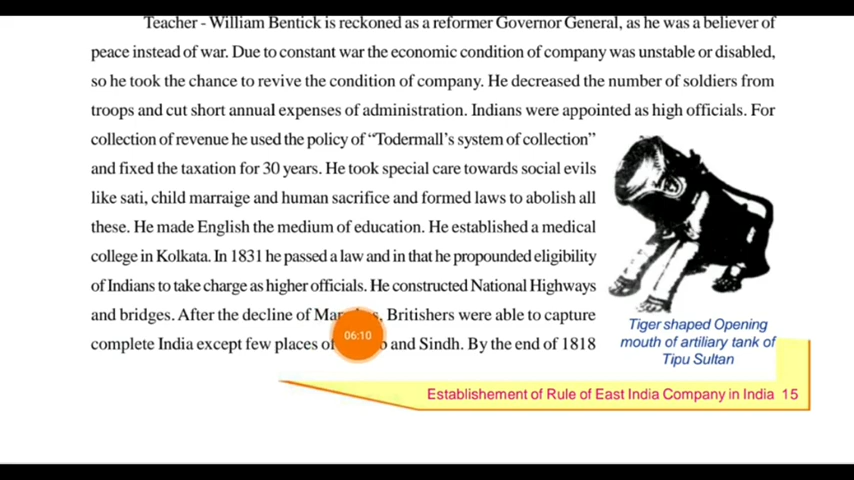 Teacher - William Bentick is reckoned as a reformer Governor General, as he was a believer of
peace instead of war. Due to constant war the economic condition of company was unstable or disabled,
so he took the chance to revive the condition of company. He decreased the number of soldiers from
troops and cut short annual expenses of administration. Indians were appointed as high officials. For
collection of revenue he used the policy of “Todermall’s system of collection”
and fixed the taxation for 30 years. He took special care towards social evils
like sati, child marraige and human sacrifice and formed laws to abolish all
these. He made English the medium of education. He established a medical
college in Kolkata. In 1831 he passed a law and in that he propounded eligibility
of Indians to take charge as higher officials. He constructed National Highways
and bridges. After the decline of Britishers were able to capture
complete India except few places of and Sindh. By the end of 1818
06:10
Tiger shaped Opening
mouth of artiliary tank of
Tipu Sultan
Establishement of Rule of East India Company in India 15